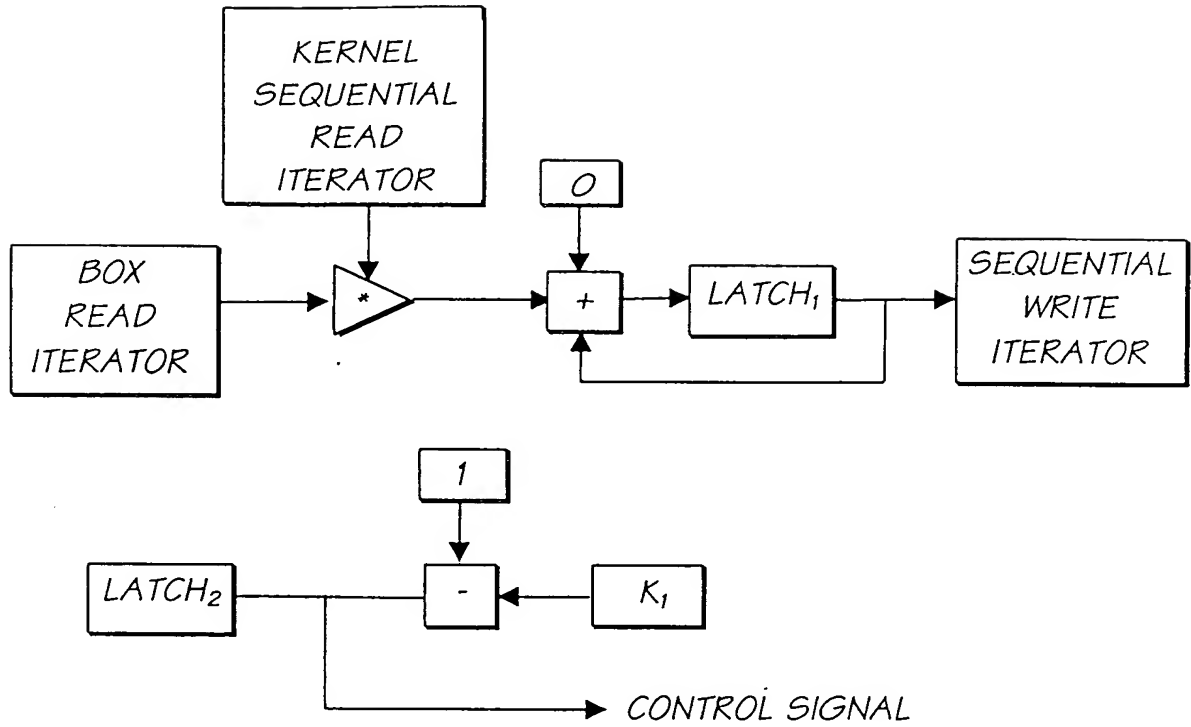 KERNEL
SEQUENTIAL
READ
ITERATOR
0
BOX
READ
ITERATOR
*
+
LATCH₁
SEQUENTIAL
WRITE
ITERATOR
1
LATCH₂
-
K₁
CONTROL SIGNAL